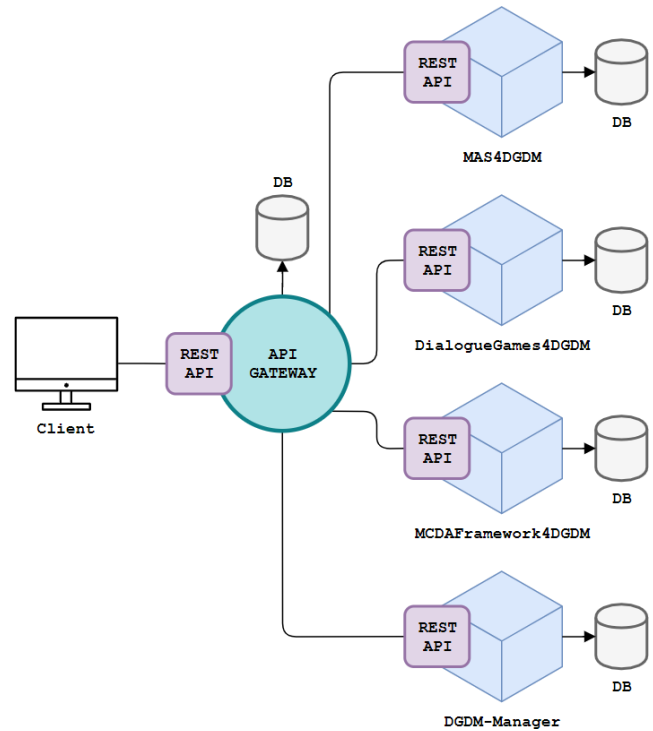 REST
API
DB
MAS4DGDM
DB
REST
API
DB
DialogueGames4DGDM
REST
API
API
GATEWAY
Client
REST
API
DB
MCDAFramework4DGDM
REST
API
DB
DGDM-Manager